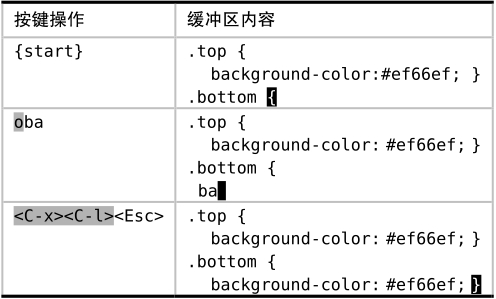 按键操作 缓冲区内容
{start} .top {
background-color:#ef66ef; }
.bottom {
oba .top {
background-color: #ef66ef; }
.bottom {
ba
<C-x><C-l><Esc> .top {
background-color: #ef66ef; }
.bottom {
background-color: #ef66ef; }